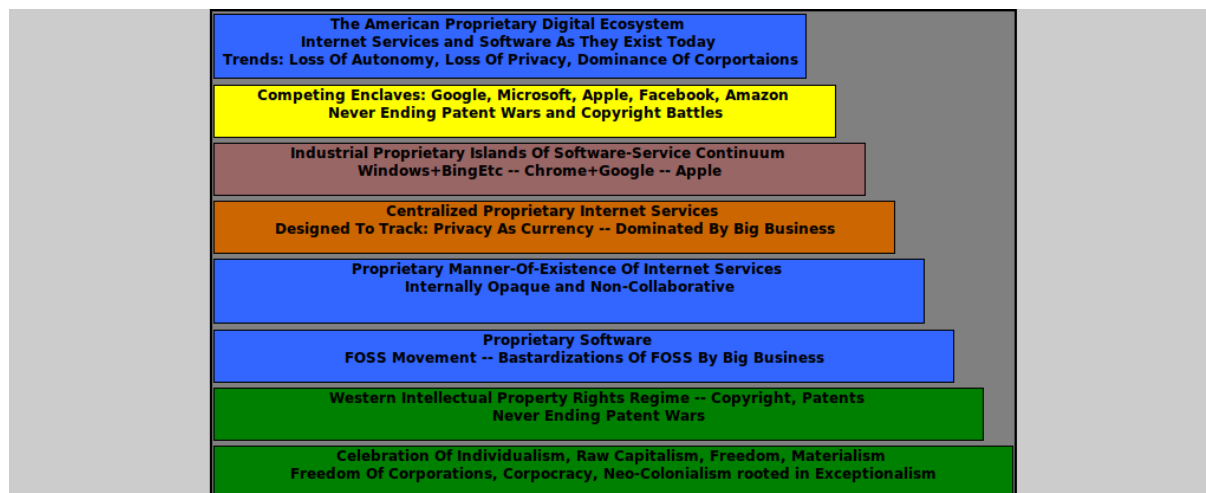 The American Proprietary Digital Ecosystem
Internet Services and Software As They Exist Today
Trends: Loss Of Autonomy, Loss Of Privacy, Dominance Of Corportaions
Competing Enclaves: Google, Microsoft, Apple, Facebook, Amazon
Never Ending Patent Wars and Copyright Battles
Industrial Proprietary Islands Of Software-Service Continuum
Windows+BingEtc -- Chrome+Google -- Apple
Centralized Proprietary Internet Services
Designed To Track: Privacy As Currency -- Dominated By Big Business
Proprietary Manner-Of-Existence Of Internet Services
Internally Opaque and Non-Collaborative
Proprietary Software
FOSS Movement -- Bastardizations Of FOSS By Big Business
Western Intellectual Property Rights Regime -- Copyright, Patents
Never Ending Patent Wars
Celebration Of Individualism, Raw Capitalism, Freedom, Materialism
Freedom Of Corporations, Corpocracy, Neo-Colonialism rooted in Exceptionalism